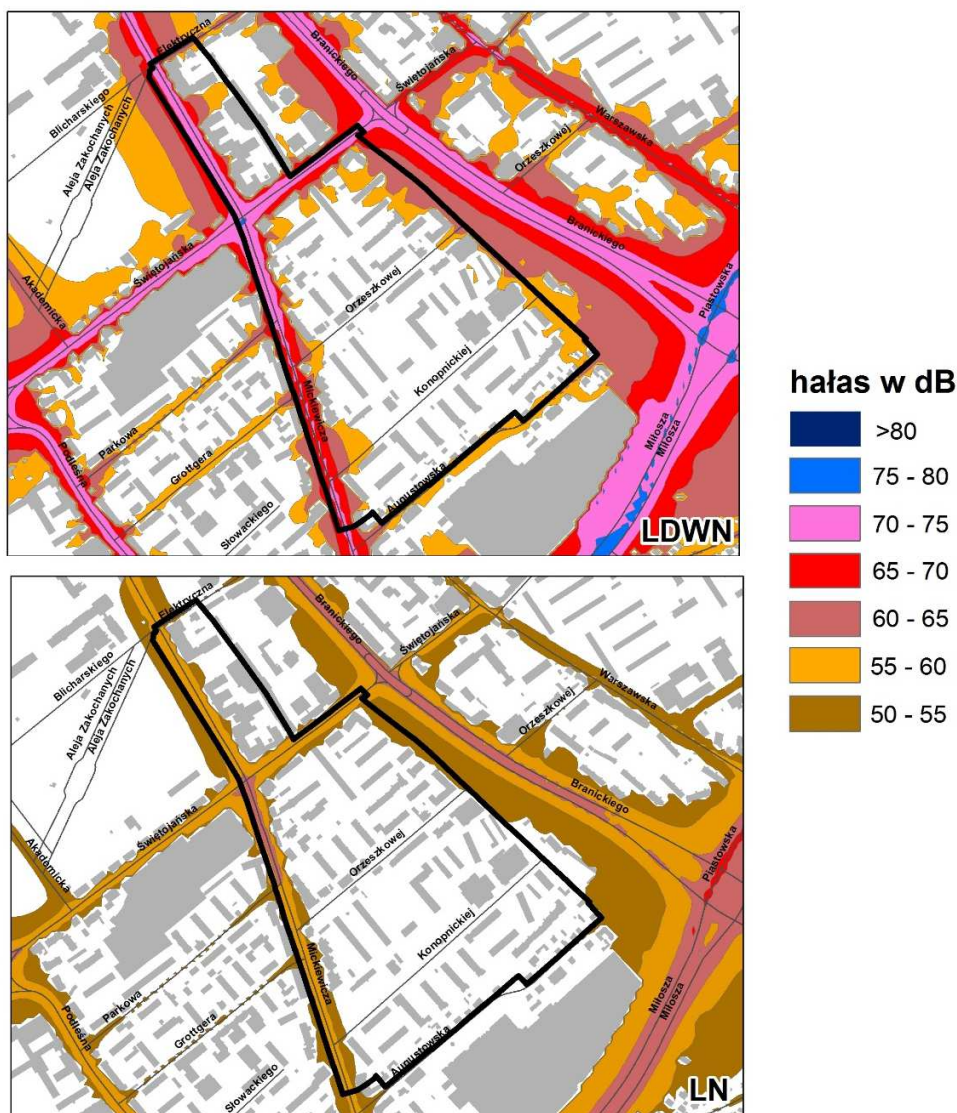 Elektryczna
Branickiego
Świętojańska
Blicharskiego
Aleja Zakochanych
Aleja Zakochanych
Warszawska
Orzeszkowej
Akademicka
Świętojańska
Orzeszkowej
Branickiego
Piastowska
Konopnickiej
Mickiewicza
Parkowa
Podleśna
Grottgera
Miłosza
Miłosza
Augustowska
Słowackiego
LDWN
hałas w dB
>80
75 - 80
70 - 75
65 - 70
60 - 65
55 - 60
50 - 55
Elektryczna
Branickiego
Świętojańska
Blicharskiego
Aleja Zakochanych
Aleja Zakochanych
Warszawska
Orzeszkowej
Akademicka
Świętojańska
Orzeszkowej
Branickiego
Piastowska
Konopnickiej
Mickiewicza
Parkowa
Podleśna
Grottgera
Miłosza
Miłosza
Augustowska
Słowackiego
LN